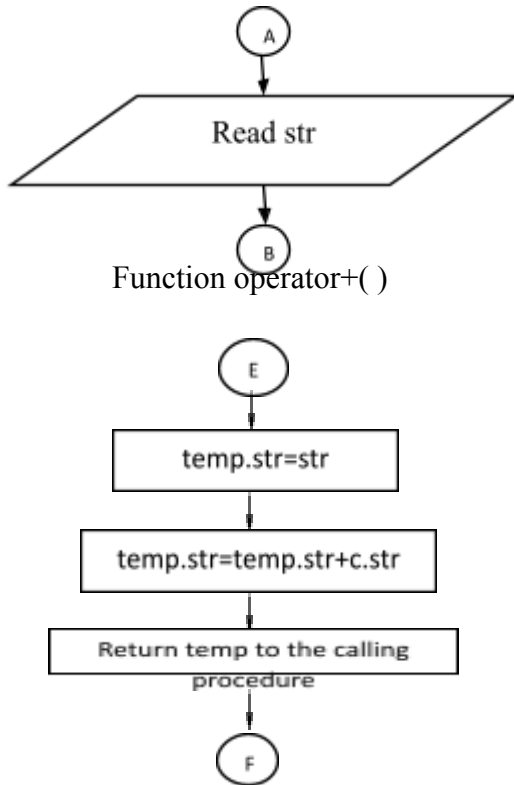 A
Read str
B
Function operator+( )
E
temp.str=str
temp.str=temp.str+c.str
Return temp to the calling
procedure
F